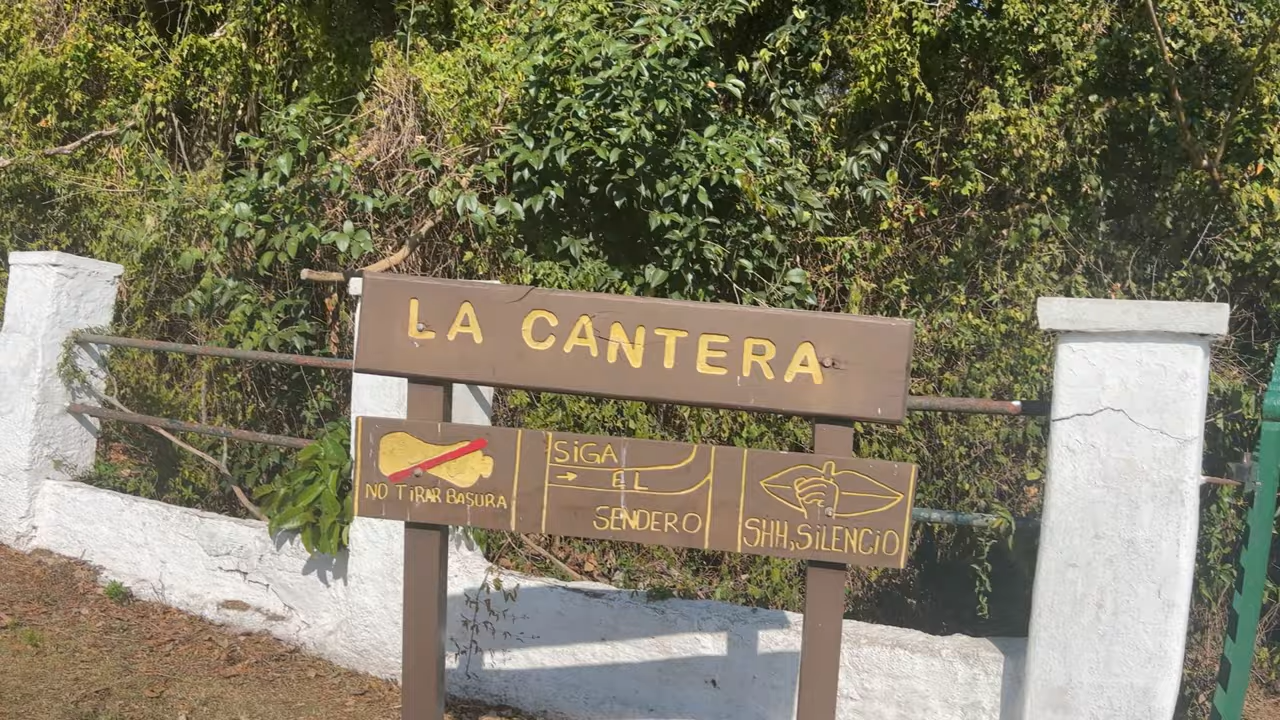 LA CANTERA
NO TIRAR BASURA
SIGA
EL
SENDERO
SHH, SILENCIO